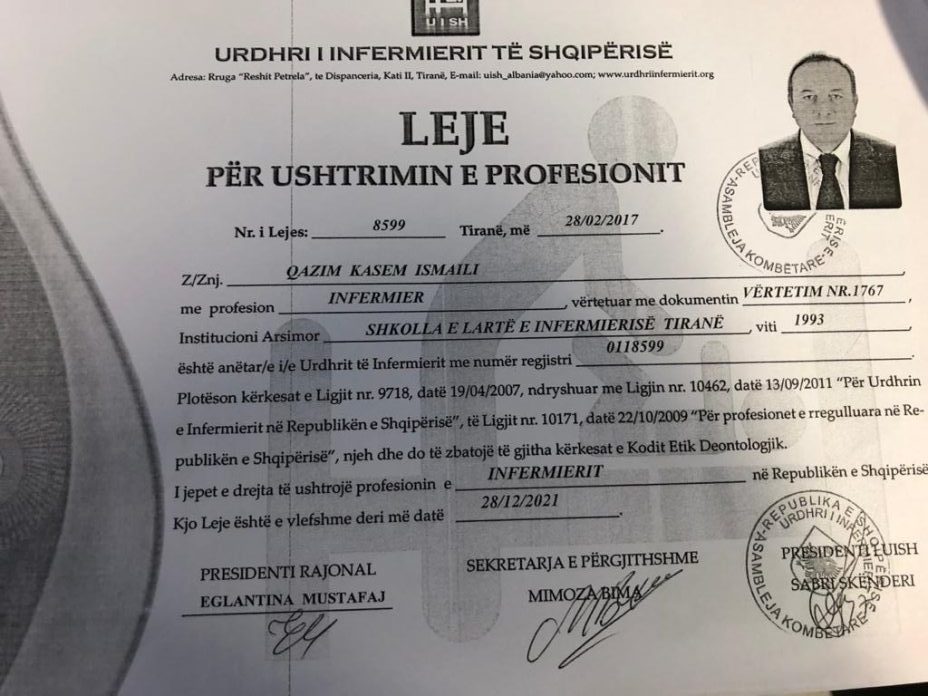 UISH
URDHRI I INFERMIERIT TË SHQIPËRISË
Adresa: Rruga "Reshit Petrela", te Dispanceria, Kati II, Tiranë, E-mail: uish_albania@yahoo.com; www.urdhriinfermierit.org
LEJE
PËR USHTRIMIN E PROFESIONIT
Nr. i Lejes: 8599 Tiranë, më 28/02/2017.
ASAMBLEJA KOMBËTARE
Z/Znj. QAZIM KASEM ISMAILI,
me profesion INFERMIER, vërtetuar me dokumentin VËRTETIM NR.1767,
Institucioni Arsimor SHKOLLA E LARTË E INFERMIERISË TIRANË, viti 1993
është anëtar/e i/e Urdhrit të Infermierit me numër regjistri 0118599.
Plotëson kërkesat e Ligjit nr. 9718, datë 19/04/2007, ndryshuar me Ligjin nr. 10462, datë 13/09/2011 "Për Urdhrin
e Infermierit në Republikën e Shqipërisë", të Ligjit nr. 10171, datë 22/10/2009 "Për profesionet e rregulluara në Re-
publikën e Shqipërisë", njeh dhe do të zbatojë të gjitha kërkesat e Kodit Etik Deontologjik.
I jepet e drejta të ushtrojë profesionin e INFERMIERIT në Republikën e Shqipërisë
Kjo Leje është e vlefshme deri më datë 28/12/2021.
PRESIDENTI RAJONAL
EGLANTINA MUSTAFAJ
SEKRETARJA E PËRGJITHSHME
MIMOZA BIMA
REPUBLIKA E SHQIPËRISË
URDHRI I INFERMIERIT
ASAMBLEJA KOMBËTARE
PRESIDENTI UISH
SABRI SKËNDERI